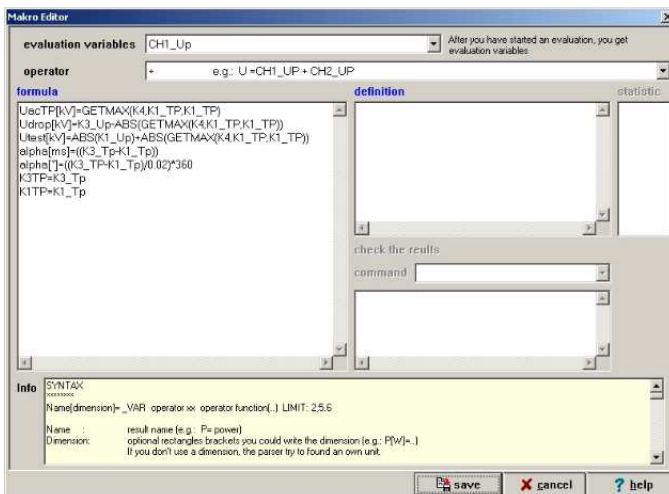 Makro Editor
evaluation variables CH1_Up
After you have started an evaluation, you get
evaluation variables
operator + e.g.: U =CH1_UP + CH2_UP
formula definition statistic
UacTP[kV]=GETMAX(K4,K1_TP,K1_TP)
Udrop[kV]=K3_Up-ABS(GETMAX(K4,K1_TP,K1_TP))
Utest[kV]=ABS(K1_Up)+ABS(GETMAX(K4,K1_TP,K1_TP))
alpha[ms]=((K3_Tp-K1_Tp))
alpha[°]=((K3_TP-K1_Tp)/0.02)*360
K3TP=K3_Tp
K1TP=K1_Tp
check the reults
command
Info
SYNTAX
xxxxxxxx
Name[dimension]= _VAR operator xx operator function(..) LIMIT: 2;5.6
Name : result name (e.g.: P= power)
Dimension: optional rectangles brackets you could write the dimension (e.g.: P[W]=..)
If you don't use a dimension, the parser try to found an own unit.
save cancel ? help